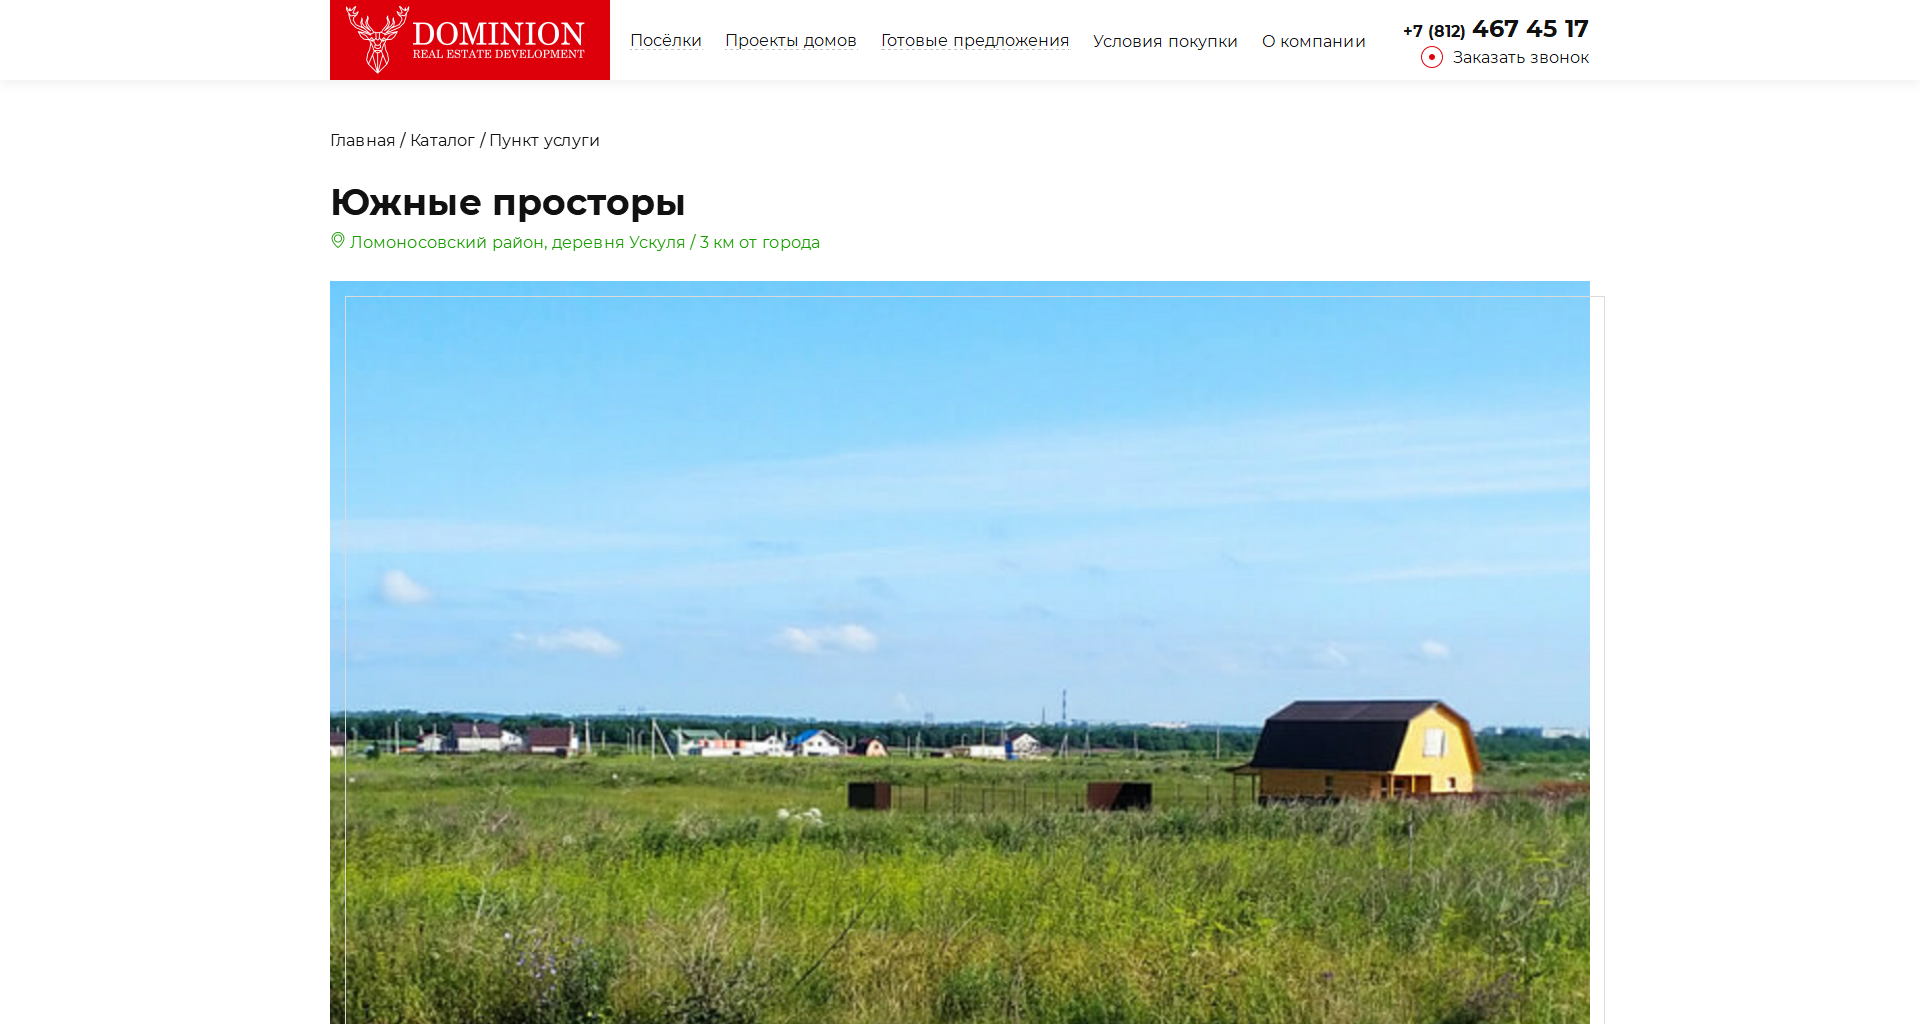 DOMINION
REAL ESTATE DEVELOPMENT
Посёлки
Проекты домов
Готовые предложения
Условия покупки
О компании
+7 (812) 467 45 17
Заказать звонок
Главная / Каталог / Пункт услуги
Южные просторы
Ломоносовский район, деревня Ускуля / 3 км от города